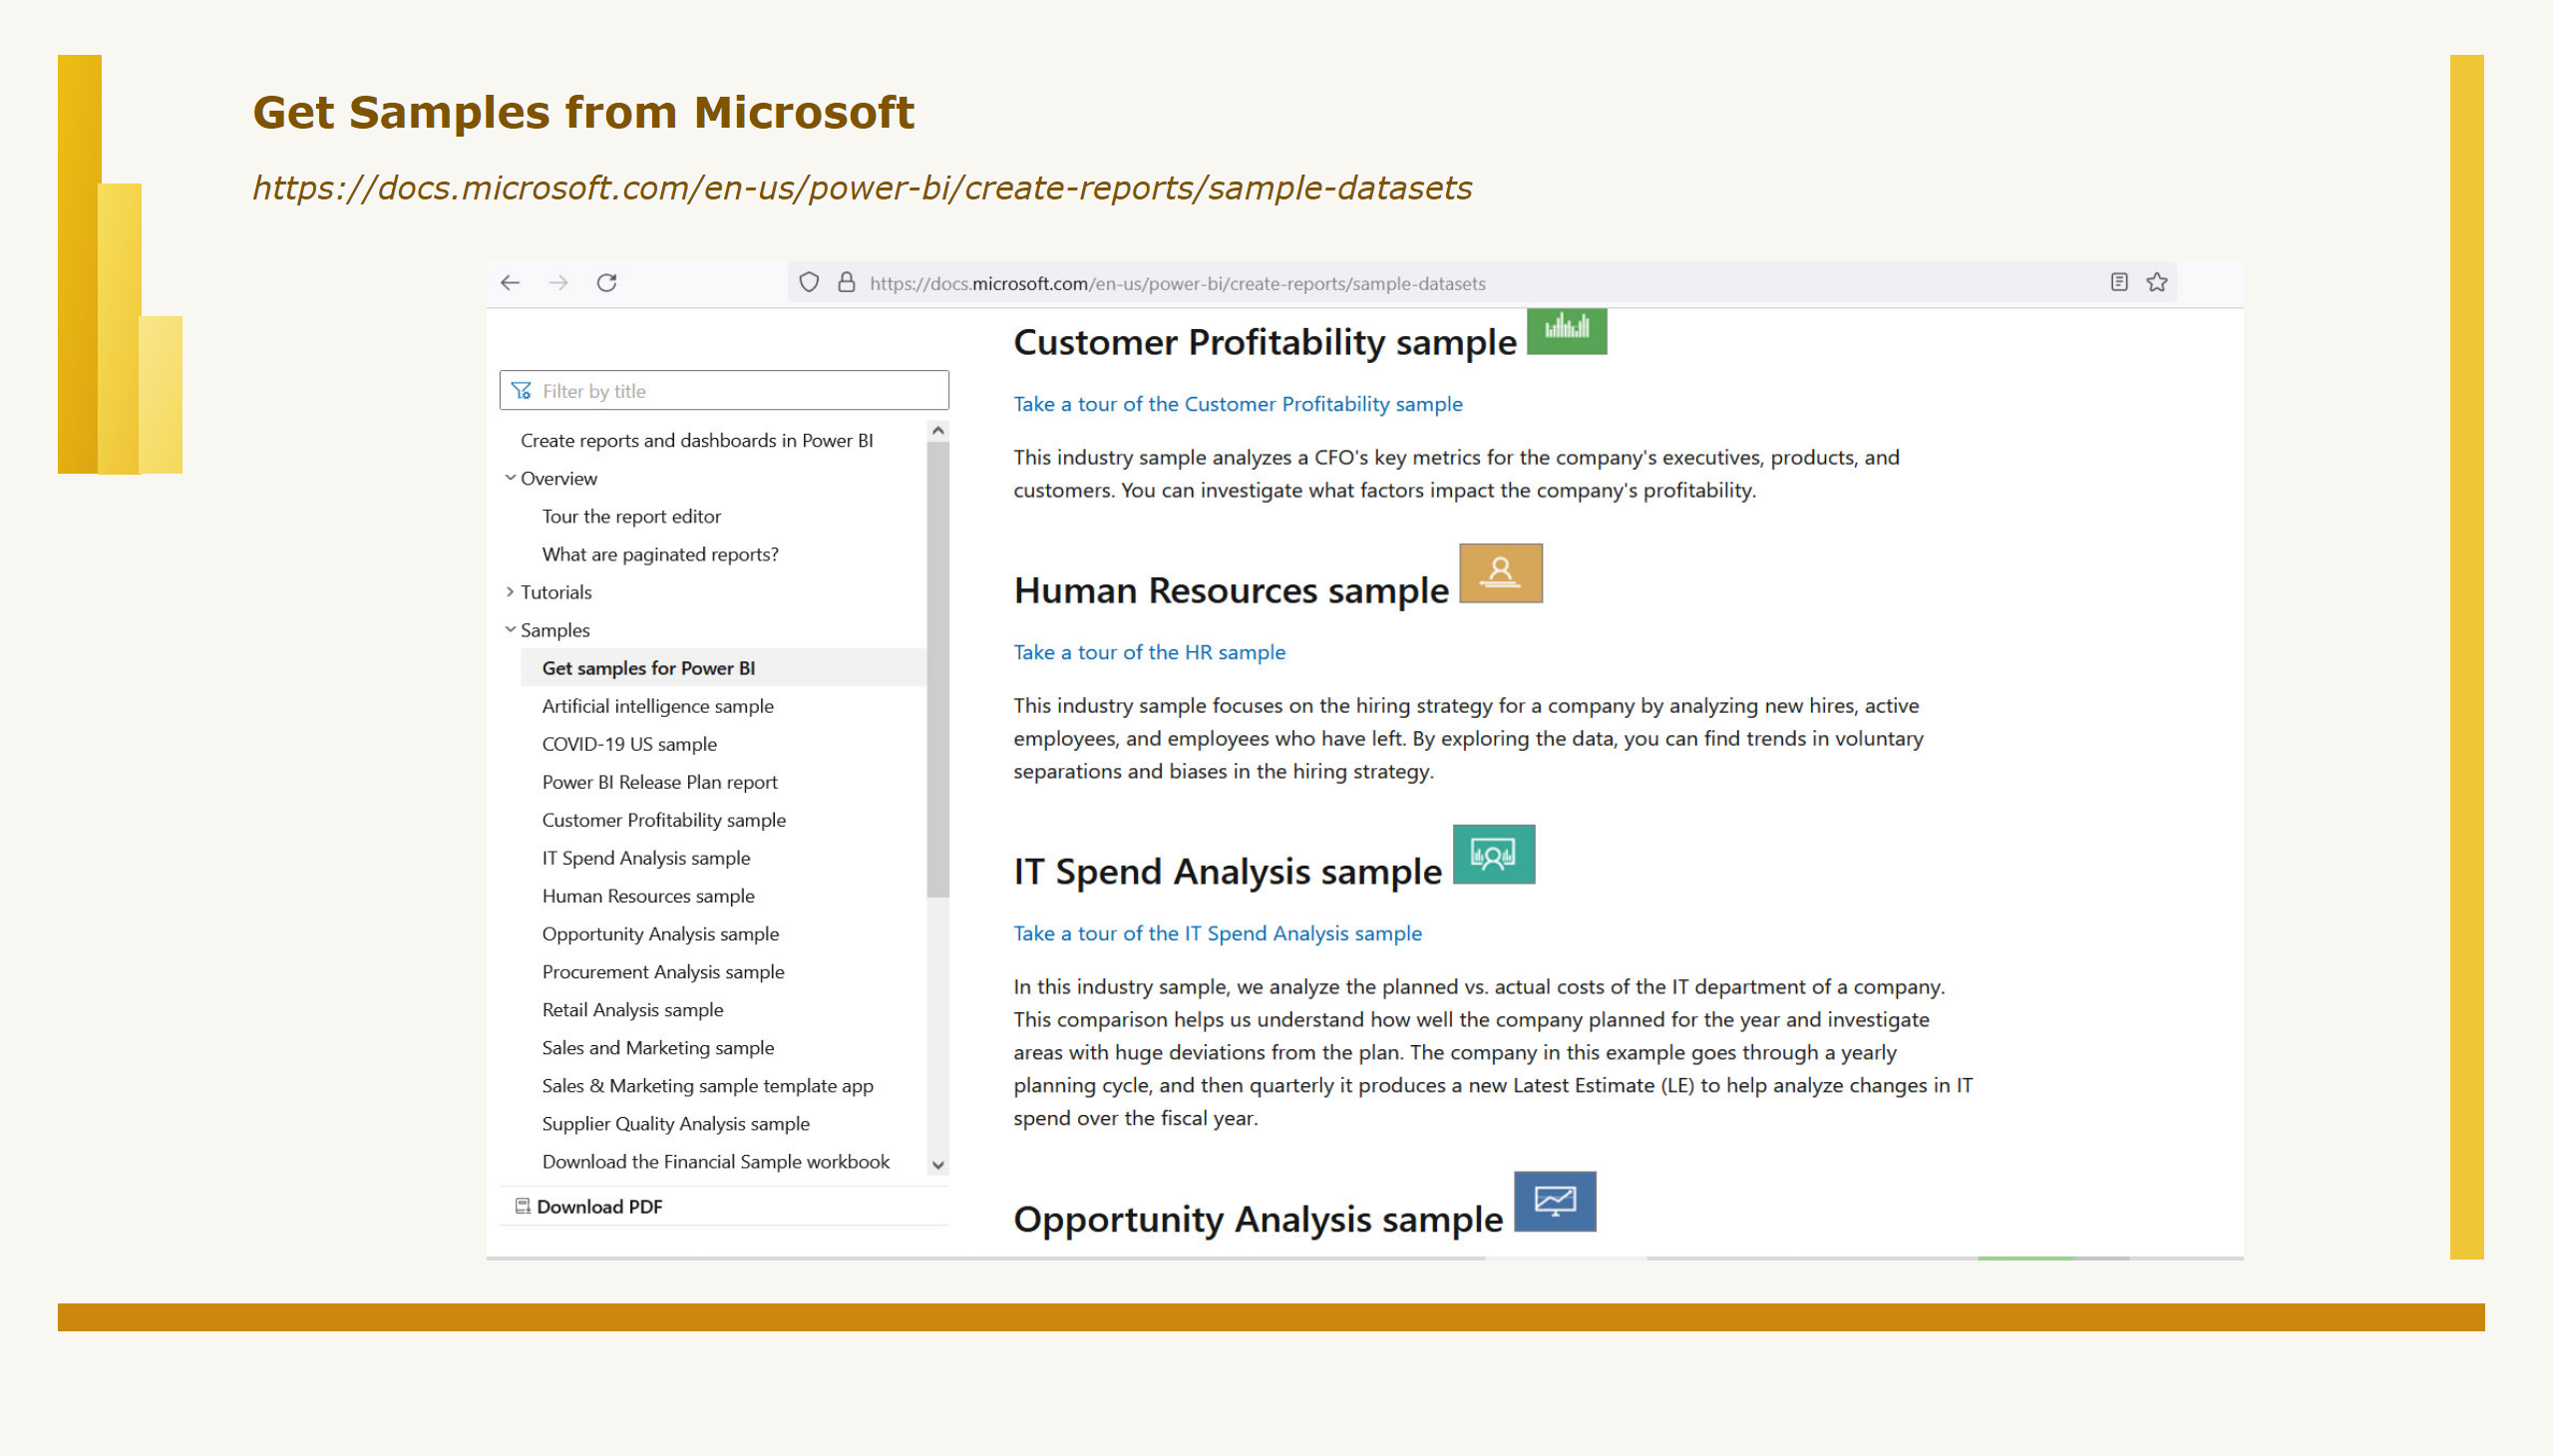 Get Samples from Microsoft
https://docs.microsoft.com/en-us/power-bi/create-reports/sample-datasets
https://docs.microsoft.com/en-us/power-bi/create-reports/sample-datasets
Filter by title
Create reports and dashboards in Power BI
Overview
Tour the report editor
What are paginated reports?
Tutorials
Samples
Get samples for Power BI
Artificial intelligence sample
COVID-19 US sample
Power BI Release Plan report
Customer Profitability sample
IT Spend Analysis sample
Human Resources sample
Opportunity Analysis sample
Procurement Analysis sample
Retail Analysis sample
Sales and Marketing sample
Sales & Marketing sample template app
Supplier Quality Analysis sample
Download the Financial Sample workbook
Download PDF
Customer Profitability sample
Take a tour of the Customer Profitability sample
This industry sample analyzes a CFO's key metrics for the company's executives, products, and
customers. You can investigate what factors impact the company's profitability.
Human Resources sample
Take a tour of the HR sample
This industry sample focuses on the hiring strategy for a company by analyzing new hires, active
employees, and employees who have left. By exploring the data, you can find trends in voluntary
separations and biases in the hiring strategy.
IT Spend Analysis sample
Take a tour of the IT Spend Analysis sample
In this industry sample, we analyze the planned vs. actual costs of the IT department of a company.
This comparison helps us understand how well the company planned for the year and investigate
areas with huge deviations from the plan. The company in this example goes through a yearly
planning cycle, and then quarterly it produces a new Latest Estimate (LE) to help analyze changes in IT
spend over the fiscal year.
Opportunity Analysis sample